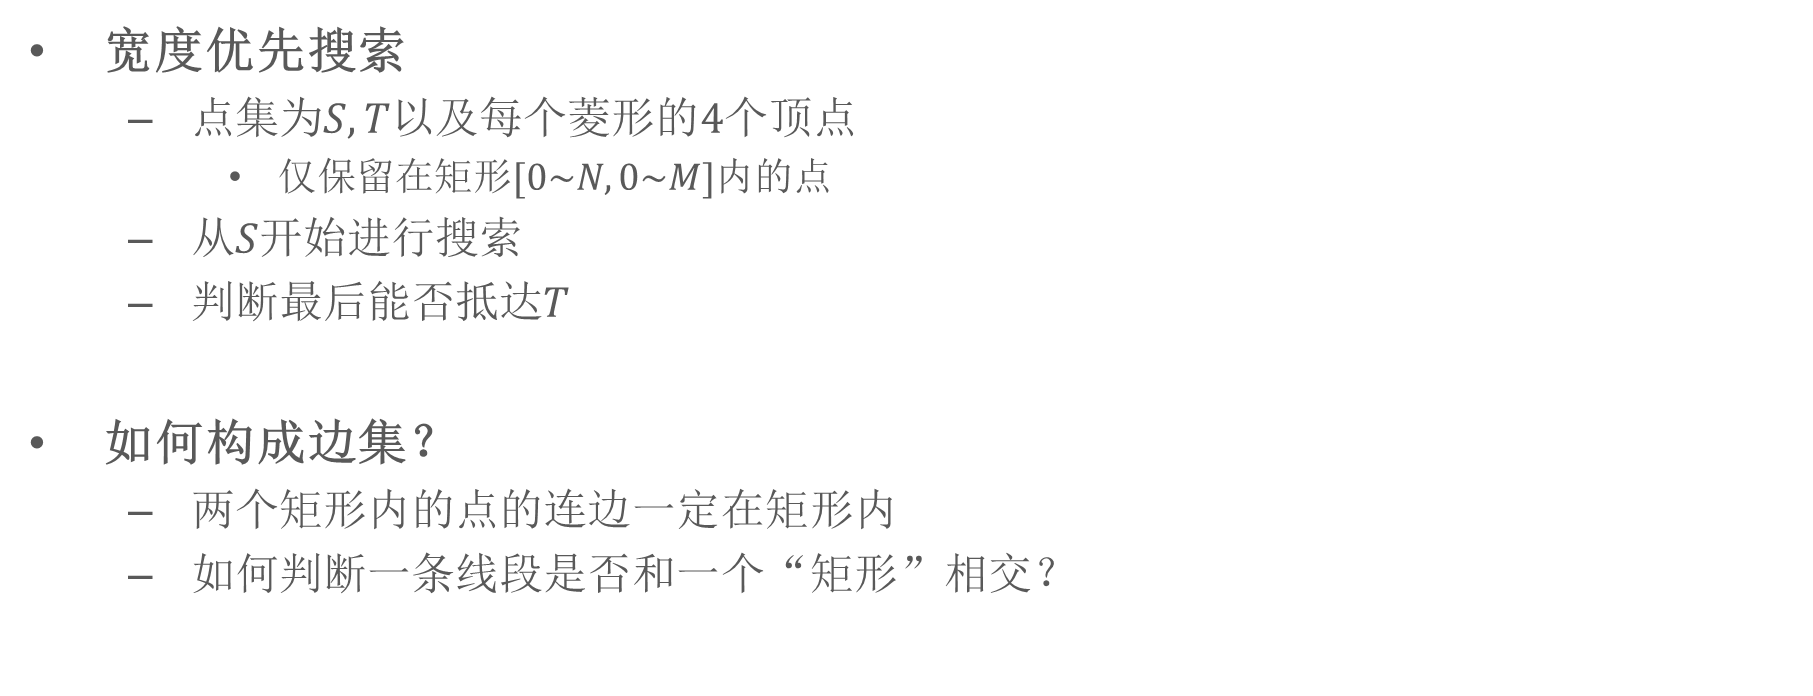 • 宽度优先搜索
– 点集为S, T以及每个菱形的4个顶点
• 仅保留在矩形[0~N, 0~M]内的点
– 从S开始进行搜索
– 判断最后能否抵达T
• 如何构成边集？
– 两个矩形内的点的连边一定在矩形内
– 如何判断一条线段是否和一个“矩形”相交？